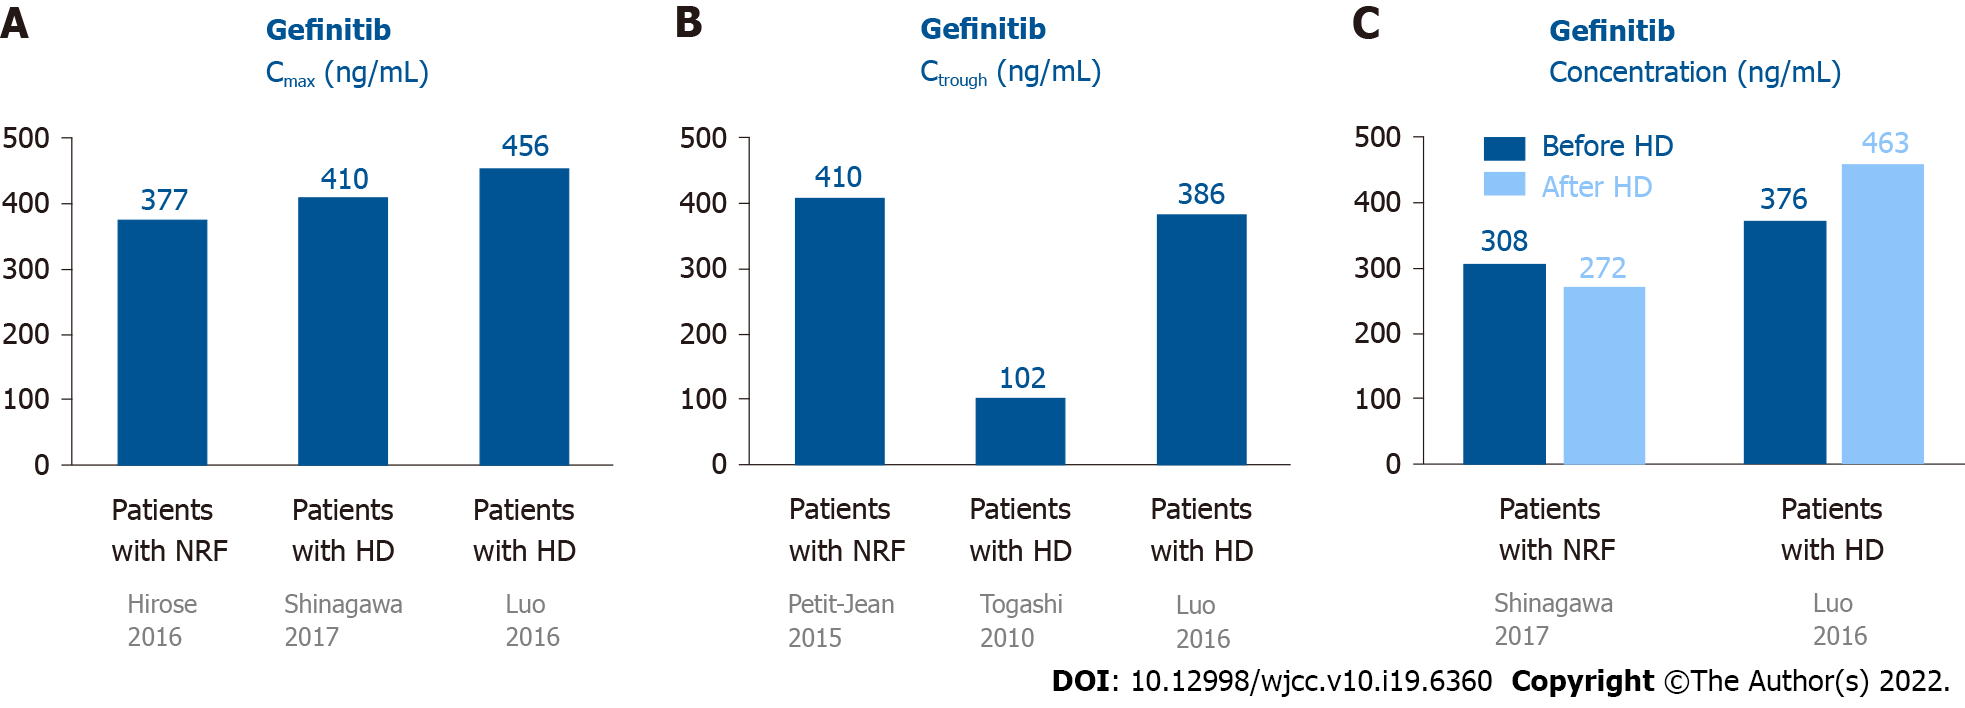 A
Gefinitib
Cmax (ng/mL)
500
400
300
200
100
0
377
410
456
Patients with NRF
Patients with HD
Patients with HD
Hirose 2016
Shinagawa 2017
Luo 2016
B
Gefinitib
Ctrough (ng/mL)
500
400
300
200
100
0
410
102
386
Patients with NRF
Patients with HD
Patients with HD
Petit-Jean 2015
Togashi 2010
Luo 2016
C
Gefinitib
Concentration (ng/mL)
500
400
300
200
100
0
Before HD
After HD
308
272
376
463
Patients with NRF
Patients with HD
Shinagawa 2017
Luo 2016
DOI: 10.12998/wjcc.v10.i19.6360 Copyright ©The Author(s) 2022.